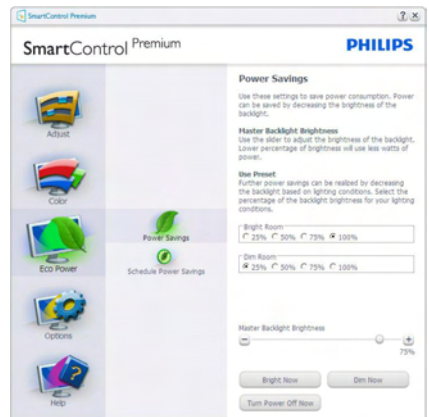 SmartControl Premium
SmartControl Premium
PHILIPS
Adjust
Color
Eco Power
Options
Help
Power Savings
Schedule Power Savings
Power Savings
Use these settings to save power consumption. Power
can be saved by decreasing the brightness of the
backlight.
Master Backlight Brightness
Use the slider to adjust the brightness of the backlight.
Lower percentage of brightness will use less watts of
power.
Use Preset
Further power savings can be realized by decreasing
the backlight based on lighting conditions. Select the
percentage of the backlight brightness for your lighting
conditions.
Bright Room
25% 50% 75% 100%
Dim Room
25% 50% 75% 100%
Master Backlight Brightness
75%
Bright Now Dim Now
Turn Power Off Now